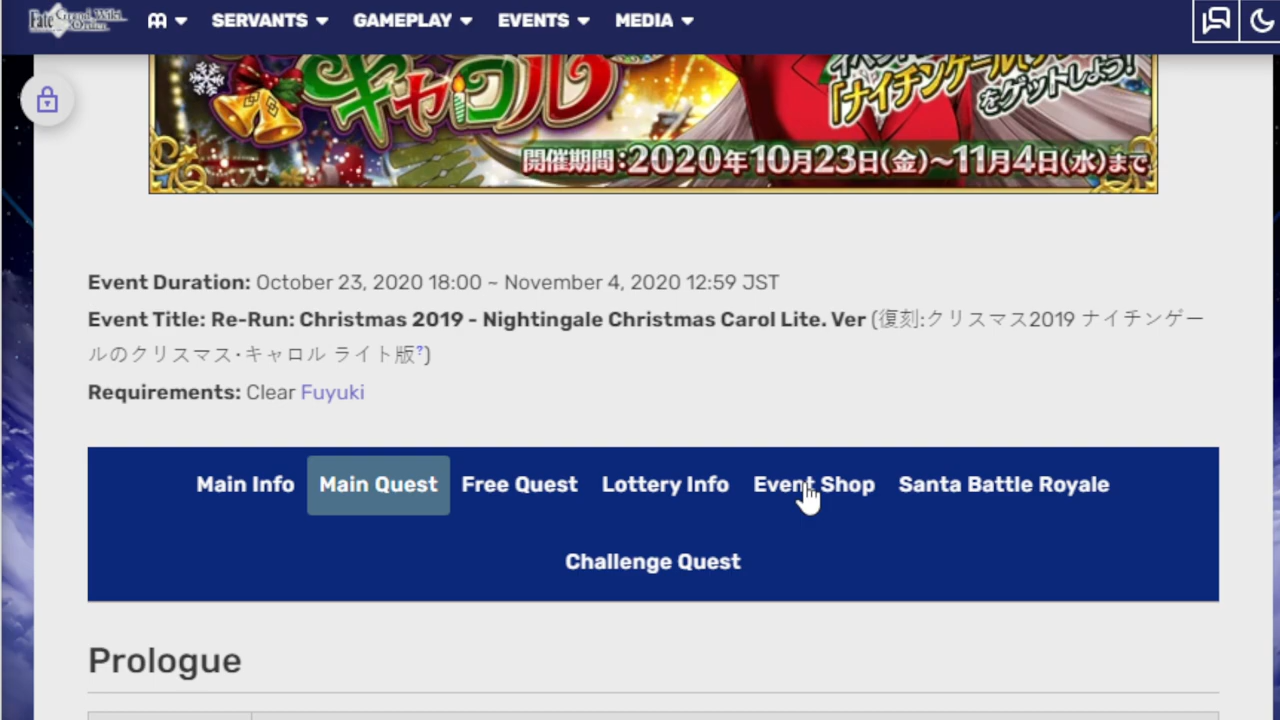 Fate Grand Order Wiki
SERVANTS GAMEPLAY EVENTS MEDIA
キャロル
「ナイチンゲール
をゲットしよう!
開催期間:2020年10月23日(金)~11月4日(水)まで
Event Duration: October 23, 2020 18:00 ~ November 4, 2020 12:59 JST
Event Title: Re-Run: Christmas 2019 - Nightingale Christmas Carol Lite. Ver (復刻:クリスマス2019 ナイチンゲー
ルのクリスマス・キャロル ライト版?)
Requirements: Clear Fuyuki
Main Info Main Quest Free Quest Lottery Info Event Shop Santa Battle Royale
Challenge Quest
Prologue